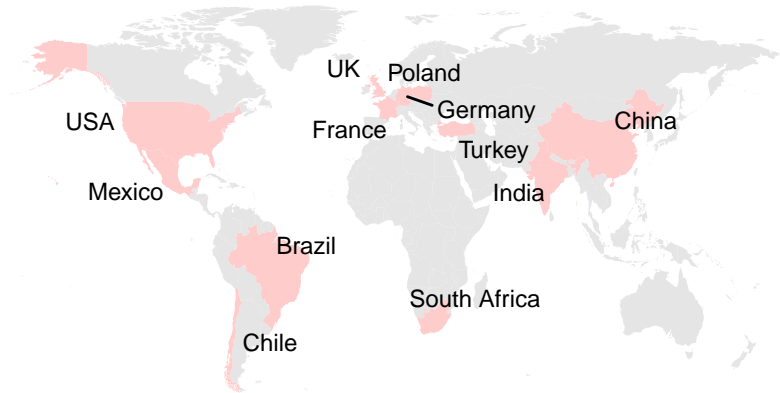 UK
Poland
Germany
USA
France
China
Turkey
Mexico
India
Brazil
South Africa
Chile